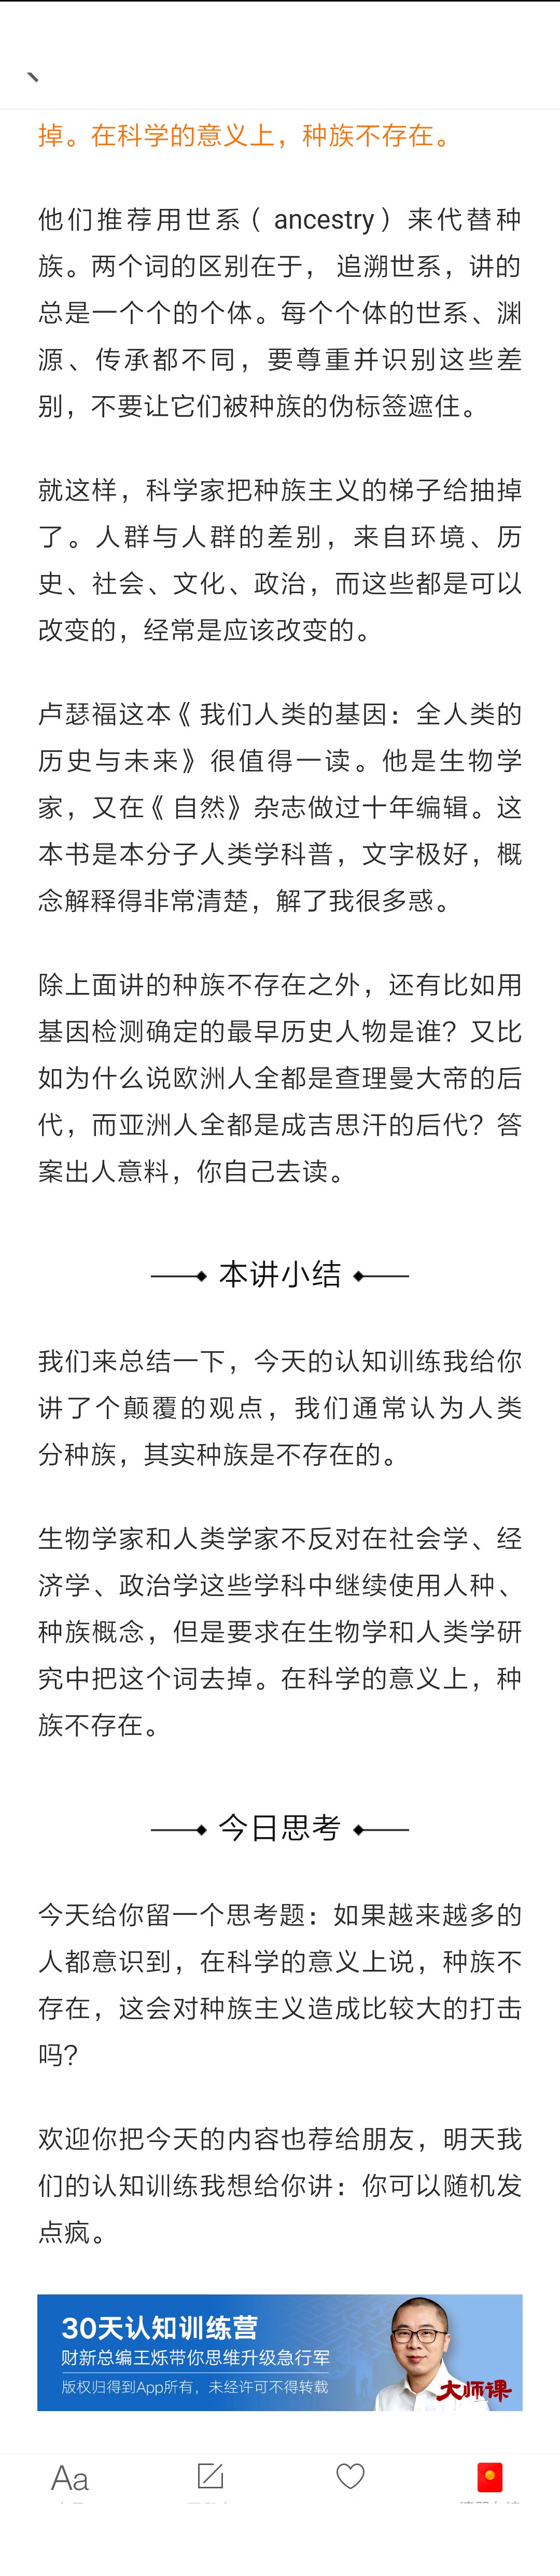 掉。在科学的意义上，种族不存在。
他们推荐用世系（ancestry）来代替种
族。两个词的区别在于， 追溯世系，讲的
总是一个个的个体。每个个体的世系、渊
源、传承都不同，要尊重并识别这些差
别，不要让它们被种族的伪标签遮住。
就这样，科学家把种族主义的梯子给抽掉
了。人群与人群的差别，来自环境、历
史、社会、文化、政治，而这些都是可以
改变的，经常是应该改变的。
卢瑟福这本《我们人类的基因：全人类的
历史与未来》很值得一读。他是生物学
家，又在《自然》杂志做过十年编辑。这
本书是本分子人类学科普，文字极好，概
念解释得非常清楚，解了我很多惑。
除上面讲的种族不存在之外，还有比如用
基因检测确定的最早历史人物是谁？又比
如为什么说欧洲人全都是查理曼大帝的后
代，而亚洲人全都是成吉思汗的后代？答
案出人意料，你自己去读。
本讲小结
我们来总结一下，今天的认知训练我给你
讲了个颠覆的观点，我们通常认为人类
分种族，其实种族是不存在的。
生物学家和人类学家不反对在社会学、经
济学、政治学这些学科中继续使用人种、
种族概念，但是要求在生物学和人类学研
究中把这个词去掉。在科学的意义上，种
族不存在。
今日思考
今天给你留一个思考题：如果越来越多的
人都意识到，在科学的意义上说，种族不
存在，这会对种族主义造成比较大的打击
吗？
欢迎你把今天的内容也荐给朋友，明天我
们的认知训练我想给你讲：你可以随机发
点疯。
30天认知训练营
财新总编王烁带你思维升级急行军
版权归得到App所有，未经许可不得转载
大师课
Aa